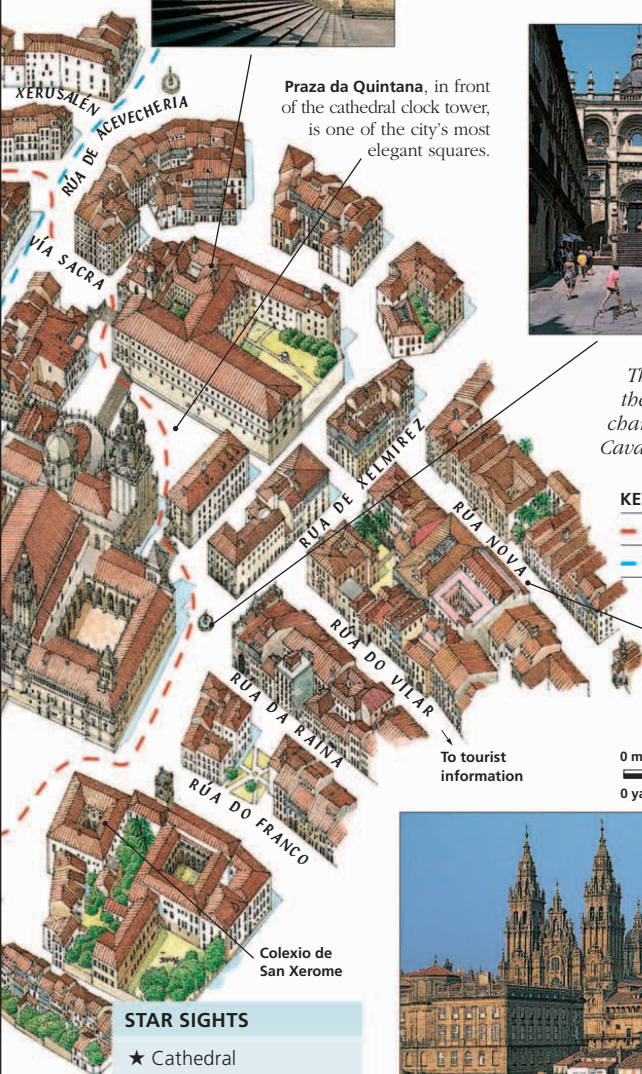 Praza da Quintana, in front
of the cathedral clock tower,
is one of the city's most
elegant squares.
XERUSALÉN
RÚA DE ACEVECHERIA
VÍA SACRA
RÚA DE XELMÍREZ
RÚA NOVA
RÚA DO VILÁR
RÚA DA RAÍNA
RÚA DO FRANCO
To tourist
information
0 m
0 ya
Colexio de
San Xerome
STAR SIGHTS
★ Cathedral